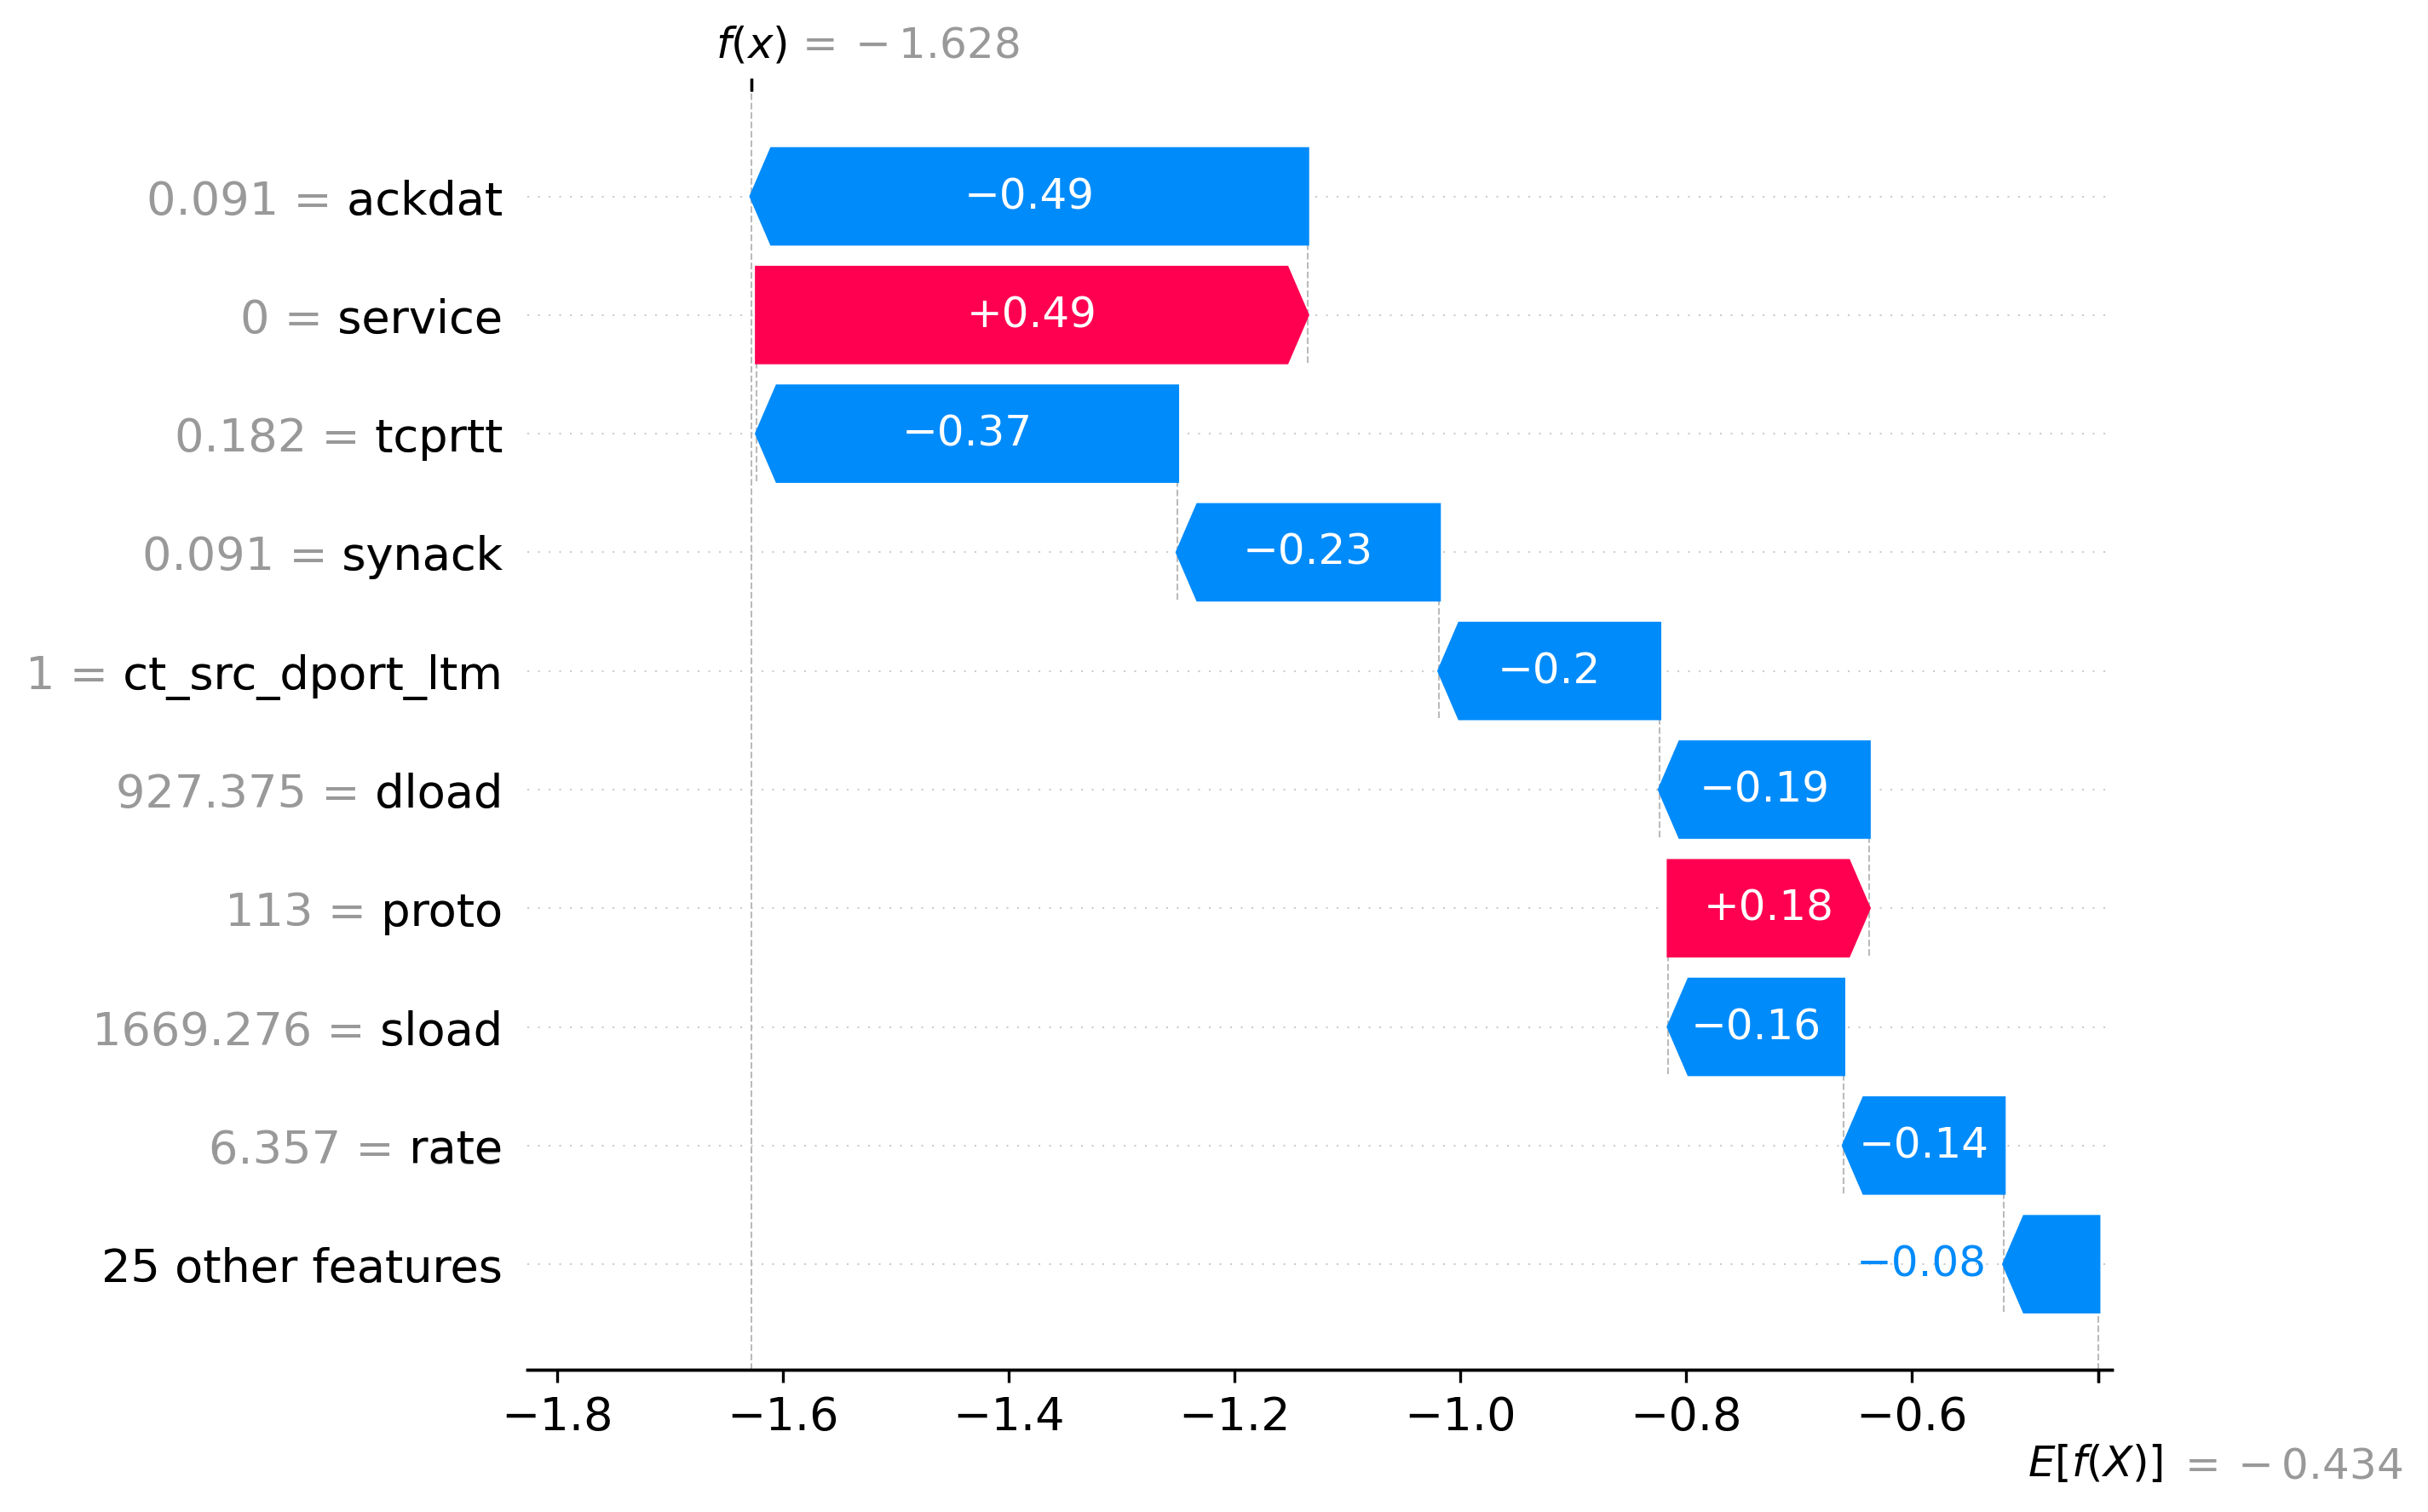 f(x) = −1.628
0.091 = ackdat −0.49
0 = service +0.49
0.182 = tcprtt −0.37
0.091 = synack −0.23
1 = ct_src_dport_ltm −0.2
927.375 = dload −0.19
113 = proto +0.18
1669.276 = sload −0.16
6.357 = rate −0.14
25 other features −0.08
−1.8 −1.6 −1.4 −1.2 −1.0 −0.8 −0.6
E[f(X)] = −0.434